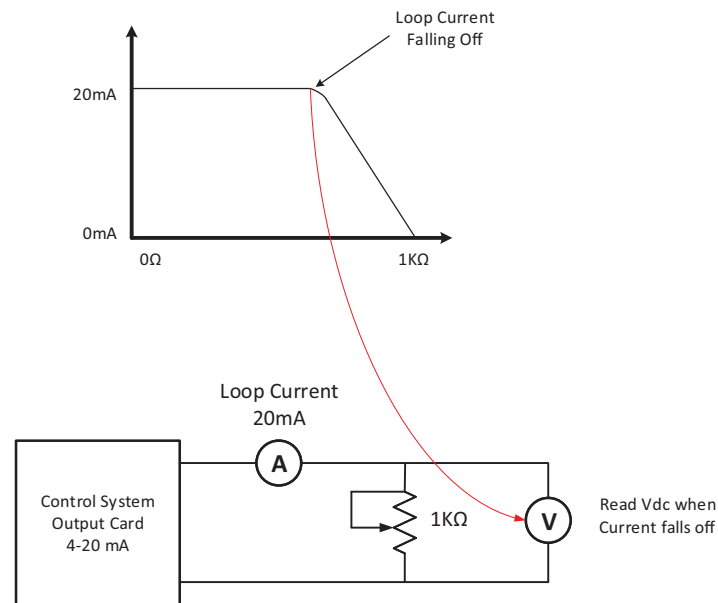 Loop Current
Falling Off
20mA
0mA
0Ω
1KΩ
Loop Current
20mA
A
Control System
Output Card
4-20 mA
1KΩ
V
Read Vdc when
Current falls off